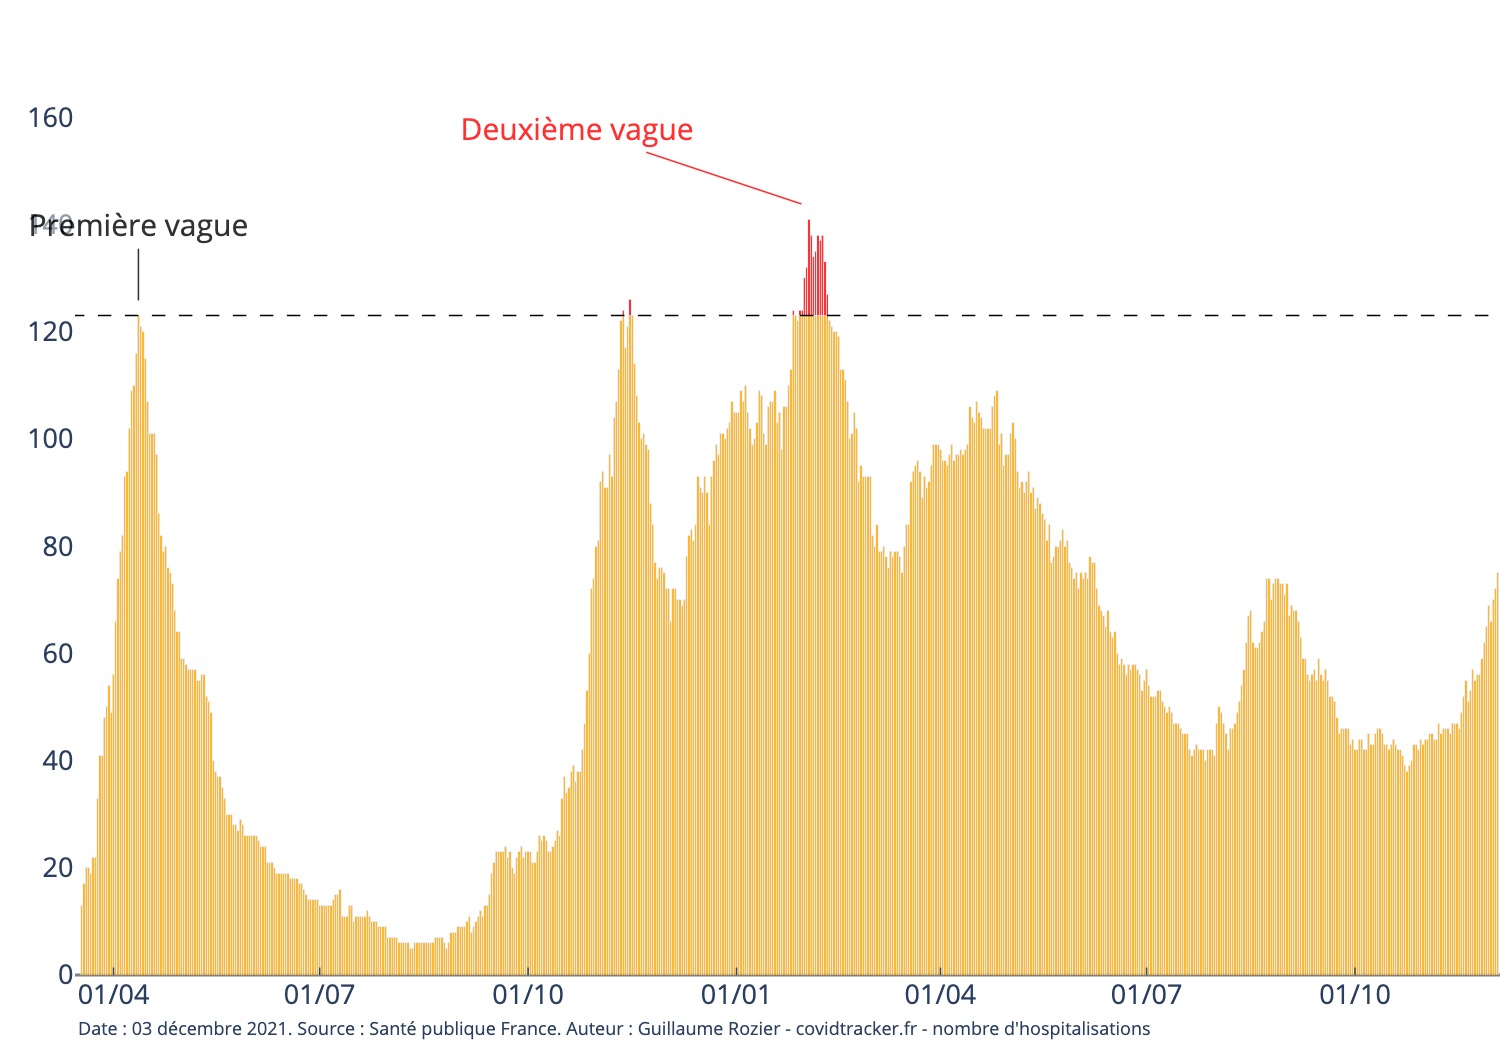 160
Deuxième vague
140
Première vague
120
100
80
60
40
20
0
01/04 01/07 01/10 01/01 01/04 01/07 01/10
Date : 03 décembre 2021. Source : Santé publique France. Auteur : Guillaume Rozier - covidtracker.fr - nombre d'hospitalisations